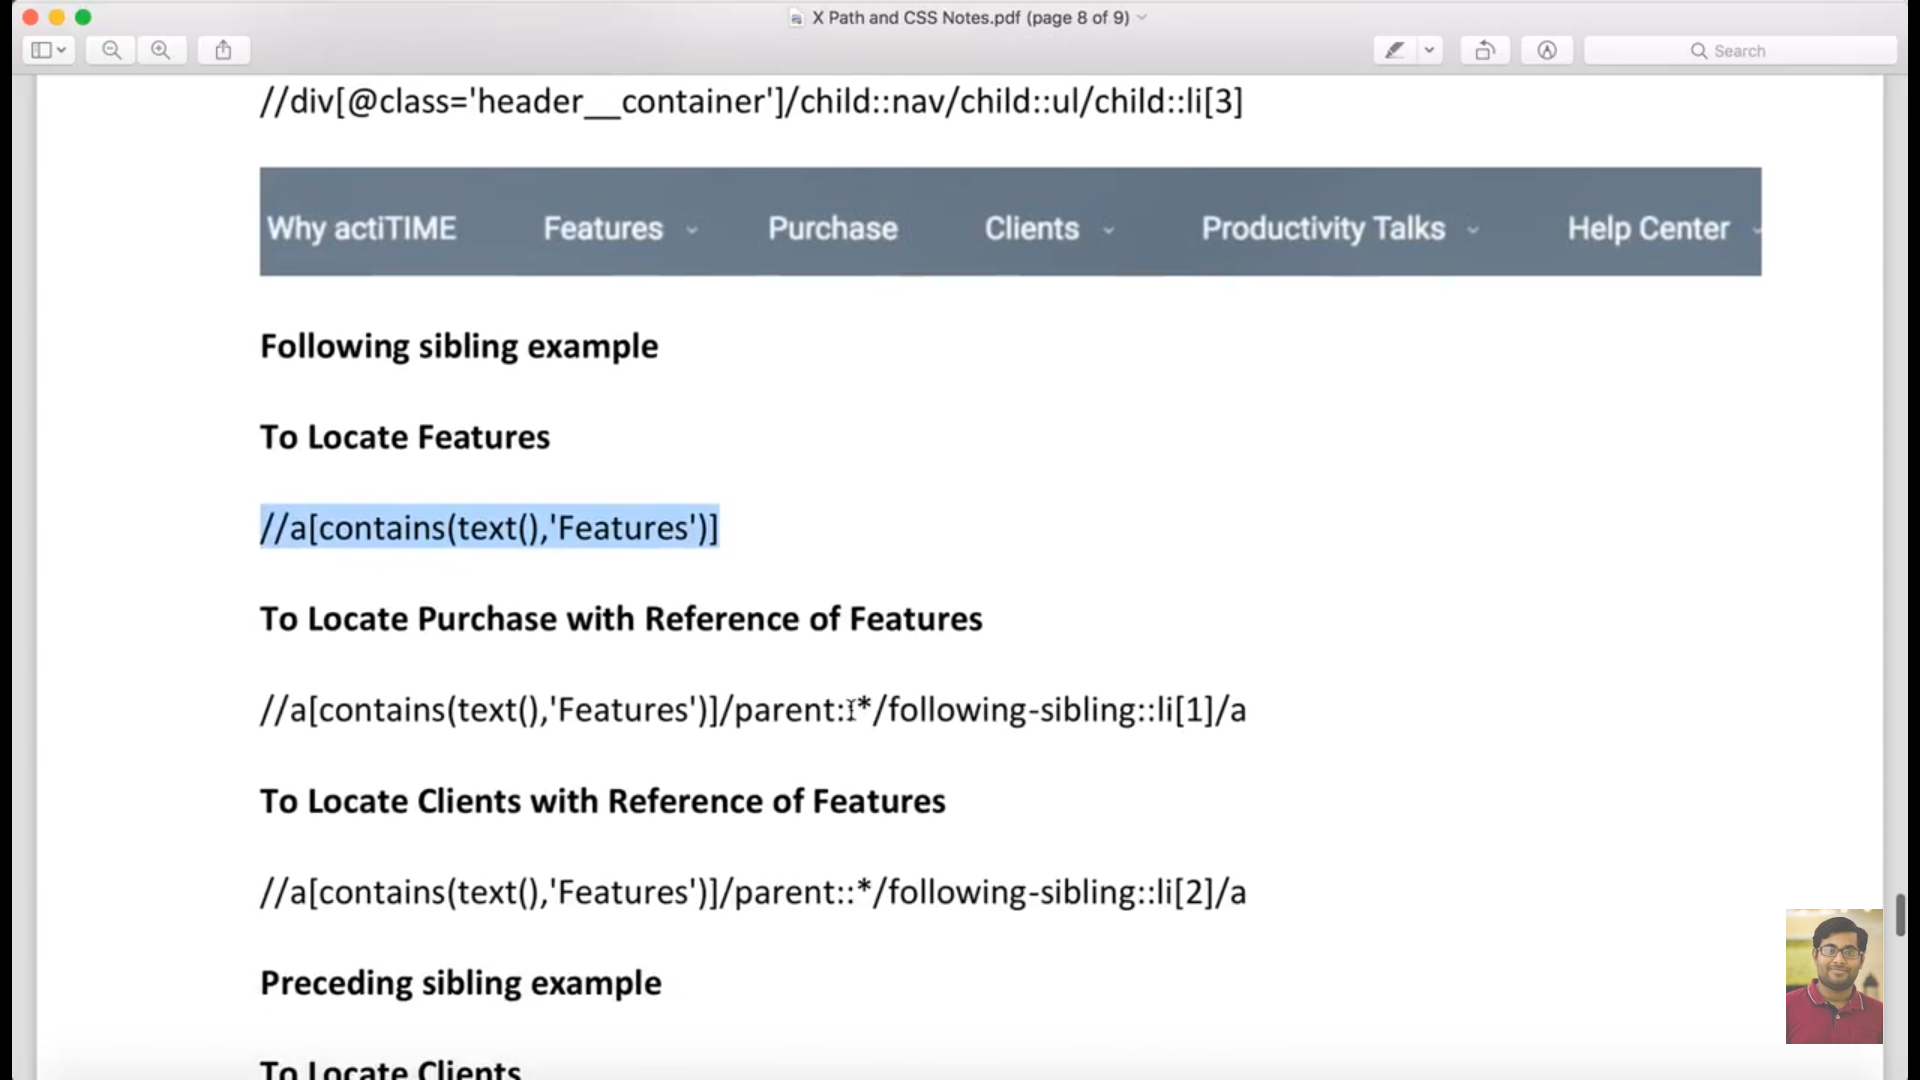 X Path and CSS Notes.pdf (page 8 of 9)
Search
//div[@class='header__container']/child::nav/child::ul/child::li[3]
Why actiTIME Features Purchase Clients Productivity Talks Help Center
Following sibling example
To Locate Features
//a[contains(text(),'Features')]
To Locate Purchase with Reference of Features
//a[contains(text(),'Features')]/parent::*/following-sibling::li[1]/a
To Locate Clients with Reference of Features
//a[contains(text(),'Features')]/parent::*/following-sibling::li[2]/a
Preceding sibling example
To Locate Clients